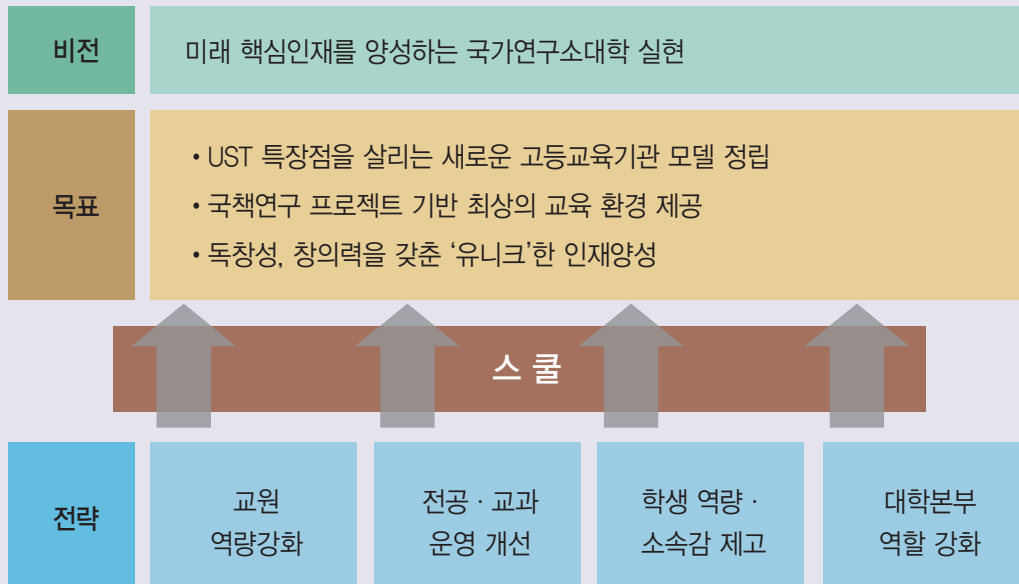 비전
미래 핵심인재를 양성하는 국가연구소대학 실현
목표
• UST 특장점을 살리는 새로운 고등교육기관 모델 정립
• 국책연구 프로젝트 기반 최상의 교육 환경 제공
• 독창성, 창의력을 갖춘 ‘유니크’한 인재양성
스 쿨
전략
교원
역량강화
전공 · 교과
운영 개선
학생 역량 ·
소속감 제고
대학본부
역할 강화